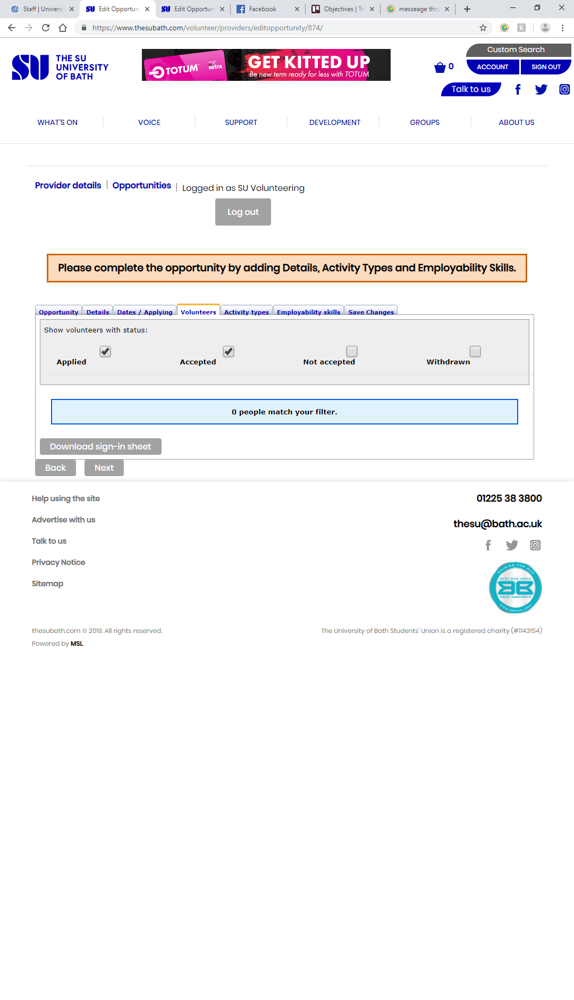 Staff | Universi
Edit Opportun
Edit Opportun
Facebook
Objectives | Tr
messeage thro
https://www.thesubath.com/volunteer/providers/editopportunity/874/
SU THE SU
UNIVERSITY
OF BATH
TOTUM
extra
GET KITTED UP
Be new term ready for less with TOTUM
Custom Search
0
ACCOUNT
SIGN OUT
Talk to us
WHAT'S ON
VOICE
SUPPORT
DEVELOPMENT
GROUPS
ABOUT US
Provider details | Opportunities | Logged in as SU Volunteering
Log out
Please complete the opportunity by adding Details, Activity Types and Employability Skills.
Opportunity
Details
Dates / Applying
Volunteers
Activity types
Employability skills
Save Changes
Show volunteers with status:
Applied
Accepted
Not accepted
Withdrawn
0 people match your filter.
Download sign-in sheet
Back
Next
Help using the site
Advertise with us
Talk to us
Privacy Notice
Sitemap
01225 38 3800
thesu@bath.ac.uk
RAISING THE BAR
BEST BAR NONE
NUS AWARDS
thesubath.com © 2019. All rights reserved.
Powered by MSL
The University of Bath Students' Union is a registered charity (#1143154)